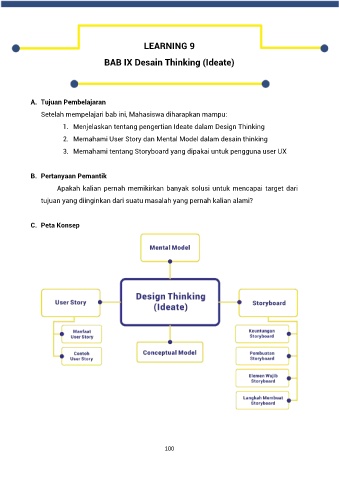 LEARNING 9
BAB IX Desain Thinking (Ideate)
A. Tujuan Pembelajaran
Setelah mempelajari bab ini, Mahasiswa diharapkan mampu:
1. Menjelaskan tentang pengertian Ideate dalam Design Thinking
2. Memahami User Story dan Mental Model dalam desain thinking
3. Memahami tentang Storyboard yang dipakai untuk pengguna user UX
B. Pertanyaan Pemantik
Apakah kalian pernah memikirkan banyak solusi untuk mencapai target dari
tujuan yang diinginkan dari suatu masalah yang pernah kalian alami?
C. Peta Konsep
Mental Model
User Story
Design Thinking
(Ideate)
Storyboard
Manfaat
User Story
Contoh
User Story
Conceptual Model
Keuntungan
Storyboard
Pembuatan
Storyboard
Elemen Wajib
Storyboard
Langkah Membuat
Storyboard
100